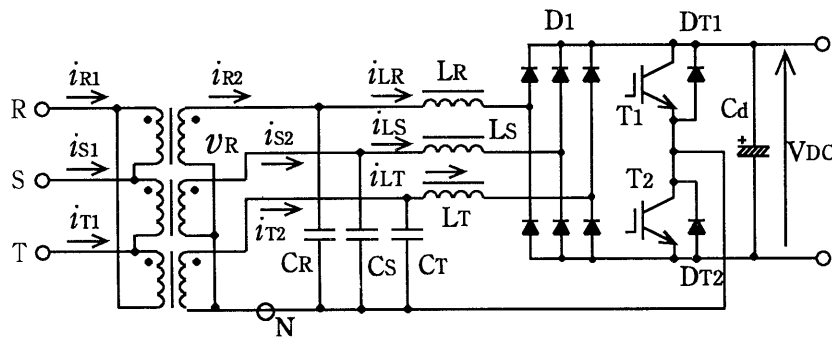 D1 DT1
iR1 iR2 iLR LR
R
T1 Cd
iS1 vR iS2 iLS LS
VDC
S
iLT T2
iT1 iT2 LT
T
CR CS CT
DT2
N